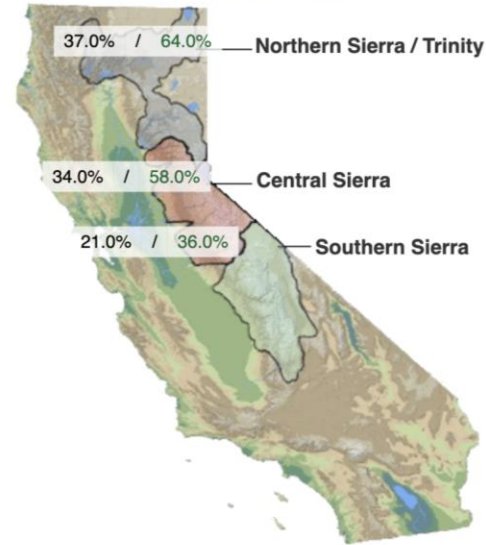 37.0% / 64.0% Northern Sierra / Trinity
34.0% / 58.0% Central Sierra
21.0% / 36.0% Southern Sierra